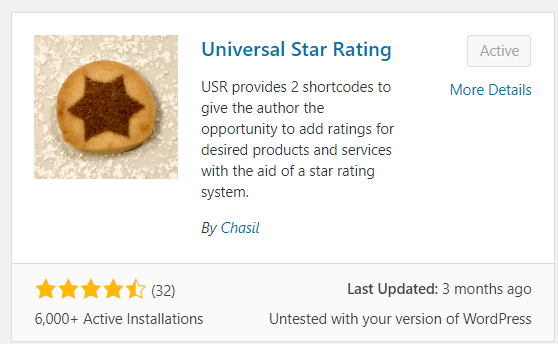 Universal Star Rating
Active
More Details
USR provides 2 shortcodes to
give the author the
opportunity to add ratings for
desired products and services
with the aid of a star rating
system.
By Chasil
(32)
Last Updated: 3 months ago
6,000+ Active Installations
Untested with your version of WordPress